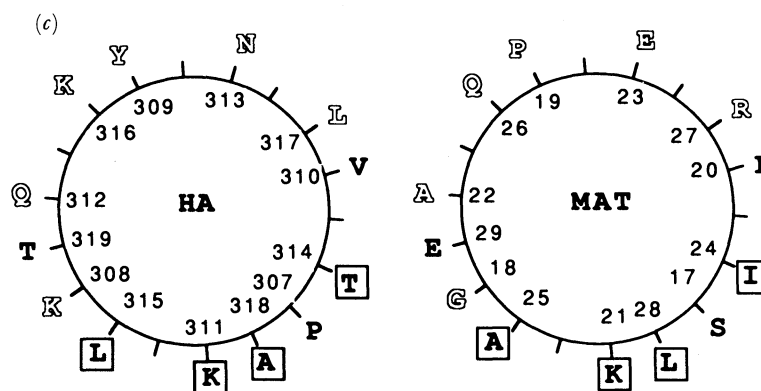 (c)
Y N P E
K 309 313 L Q 19 23 R
316 317 26 27
310 V 20
Q 312 HA A 22 MAT
T 319 314 T E 29 24 I
K 308 307 P G 18 17 S
315 318 25 28
L 311 A A 21 L
K K